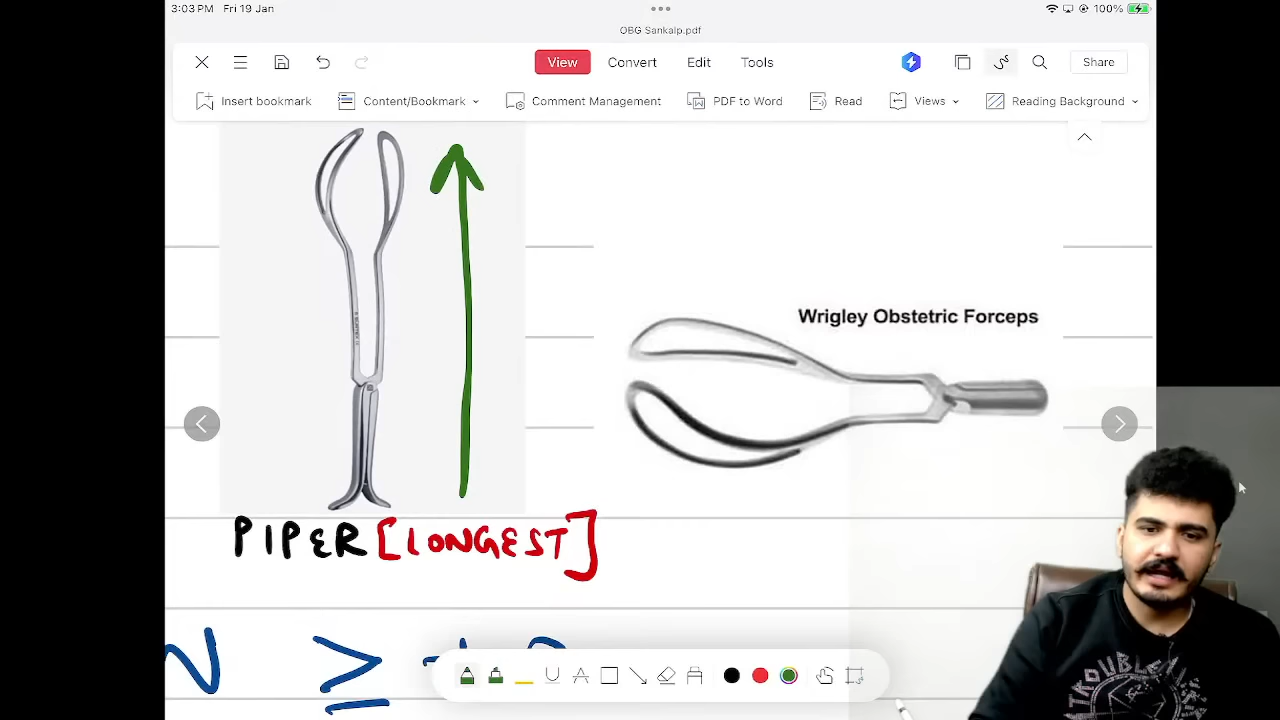 3:03 PM Fri 19 Jan
100%
OBG Sankalp.pdf
View Convert Edit Tools
Share
Insert bookmark Content/Bookmark Comment Management PDF to Word Read Views Reading Background
Wrigley Obstetric Forceps
PIPER [LONGEST]
≥